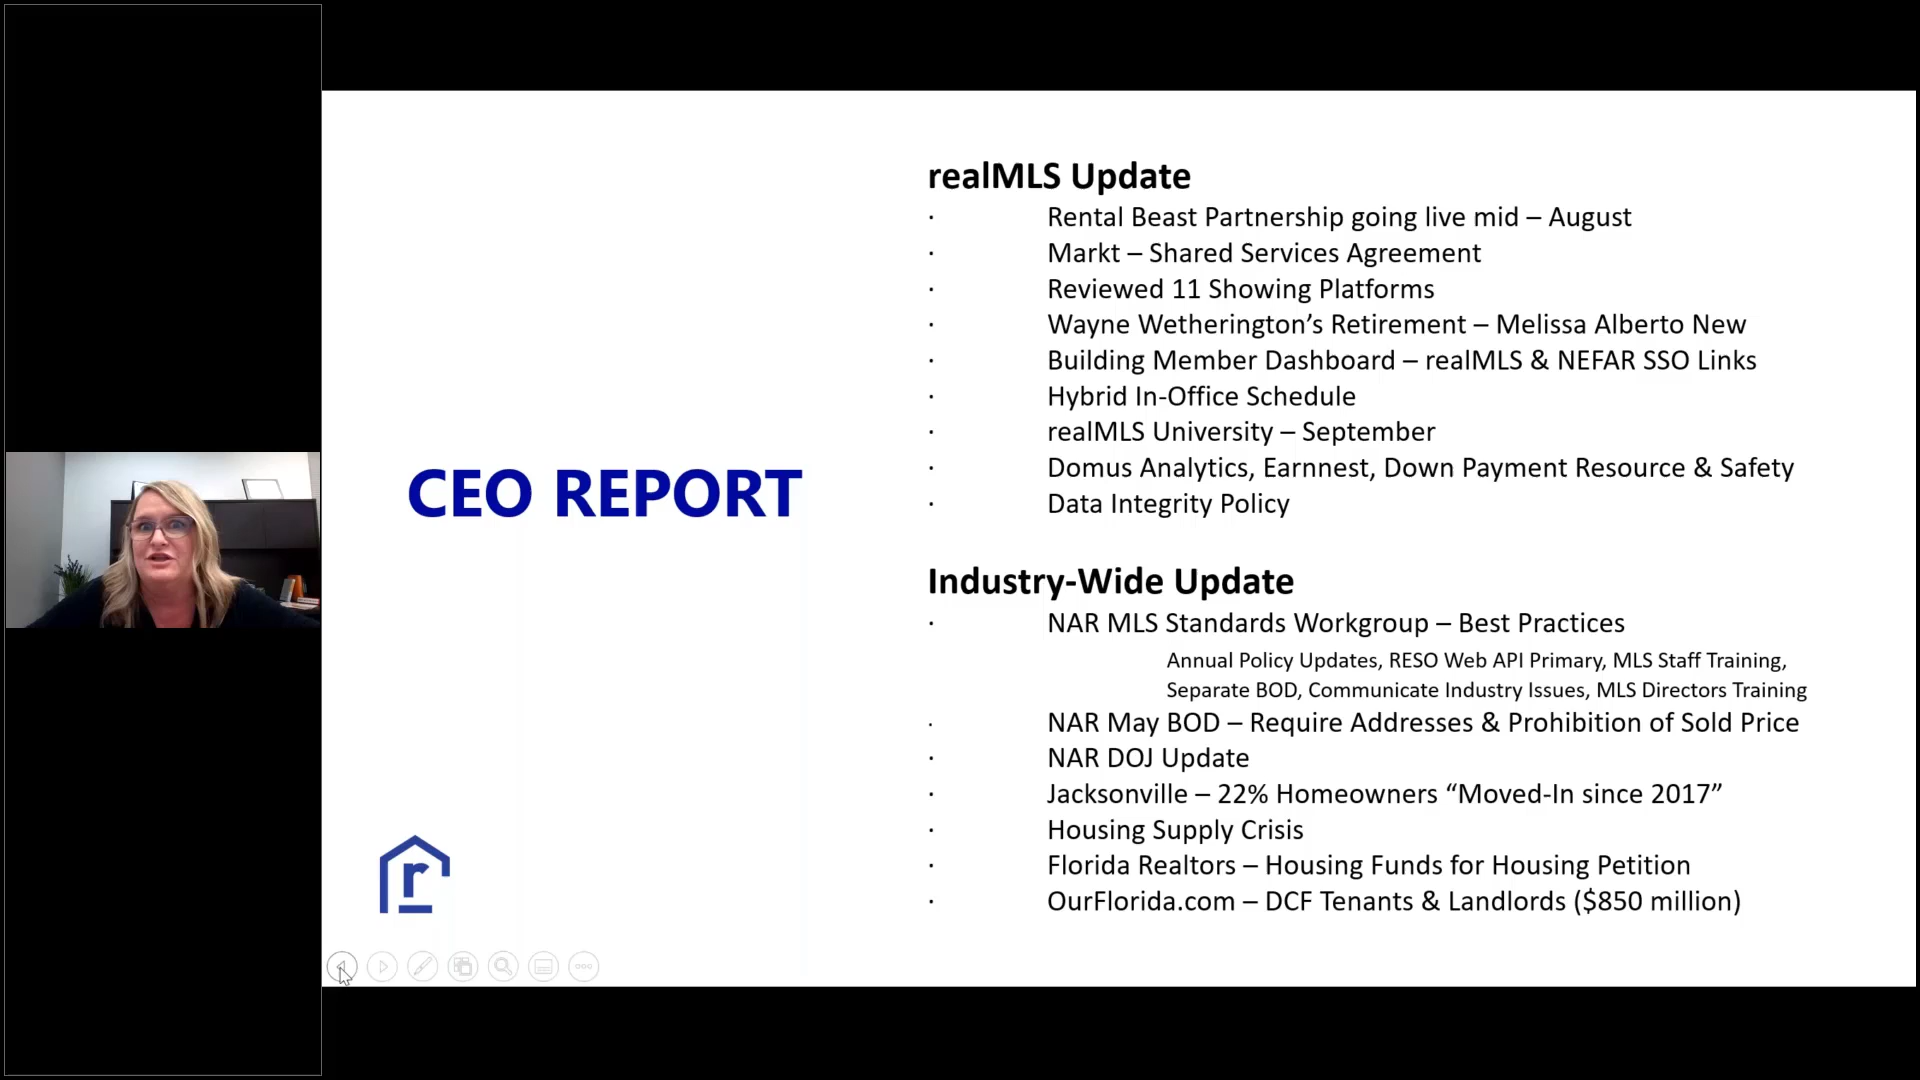 CEO REPORT
realMLS Update
· Rental Beast Partnership going live mid – August
· Markt – Shared Services Agreement
· Reviewed 11 Showing Platforms
· Wayne Wetherington’s Retirement – Melissa Alberto New
· Building Member Dashboard – realMLS & NEFAR SSO Links
· Hybrid In-Office Schedule
· realMLS University – September
· Domus Analytics, Earnnest, Down Payment Resource & Safety
· Data Integrity Policy
Industry-Wide Update
· NAR MLS Standards Workgroup – Best Practices
Annual Policy Updates, RESO Web API Primary, MLS Staff Training,
Separate BOD, Communicate Industry Issues, MLS Directors Training
· NAR May BOD – Require Addresses & Prohibition of Sold Price
· NAR DOJ Update
· Jacksonville – 22% Homeowners “Moved-In since 2017”
· Housing Supply Crisis
· Florida Realtors – Housing Funds for Housing Petition
· OurFlorida.com – DCF Tenants & Landlords ($850 million)
r